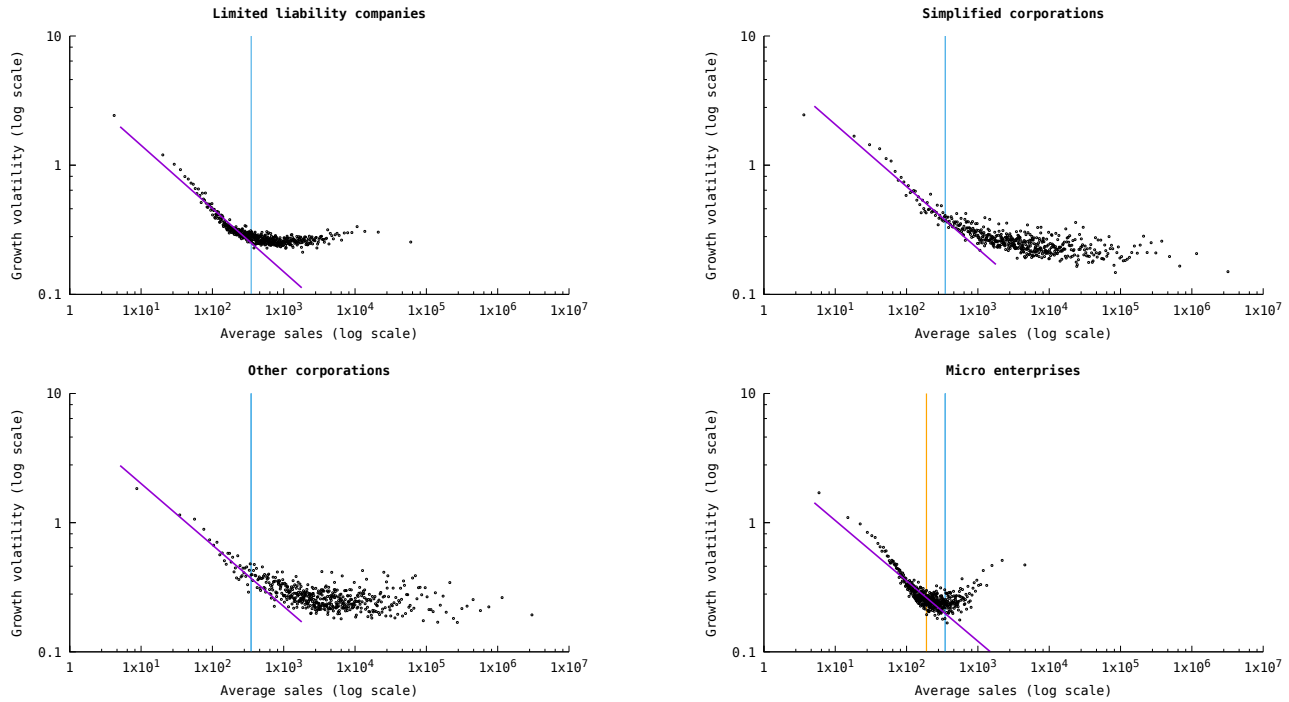 Limited liability companies
Growth volatility (log scale)
10
1
0.1
1 1x10¹ 1x10² 1x10³ 1x10⁴ 1x10⁵ 1x10⁶ 1x10⁷
Average sales (log scale)
Simplified corporations
Growth volatility (log scale)
10
1
0.1
1 1x10¹ 1x10² 1x10³ 1x10⁴ 1x10⁵ 1x10⁶ 1x10⁷
Average sales (log scale)
Other corporations
Growth volatility (log scale)
10
1
0.1
1 1x10¹ 1x10² 1x10³ 1x10⁴ 1x10⁵ 1x10⁶ 1x10⁷
Average sales (log scale)
Micro enterprises
Growth volatility (log scale)
10
1
0.1
1 1x10¹ 1x10² 1x10³ 1x10⁴ 1x10⁵ 1x10⁶ 1x10⁷
Average sales (log scale)